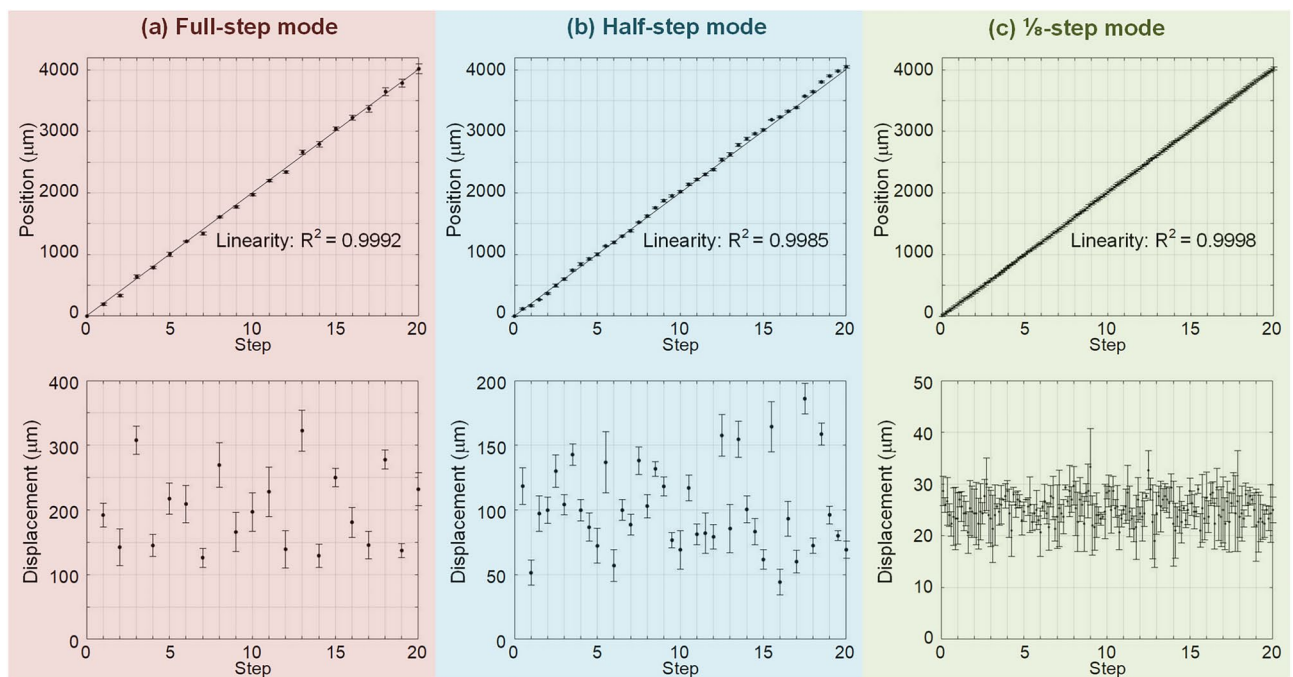 (a) Full-step mode
4000
3000
2000
1000
0
Position (μm)
Linearity: R² = 0.9992
0 5 10 15 20
Step
(b) Half-step mode
4000
3000
2000
1000
0
Position (μm)
Linearity: R² = 0.9985
0 5 10 15 20
Step
(c) ⅛-step mode
4000
3000
2000
1000
0
Position (μm)
Linearity: R² = 0.9998
0 5 10 15 20
Step
400
300
200
100
0
Displacement (μm)
0 5 10 15 20
Step
200
150
100
50
0
Displacement (μm)
0 5 10 15 20
Step
50
40
30
20
10
0
Displacement (μm)
0 5 10 15 20
Step